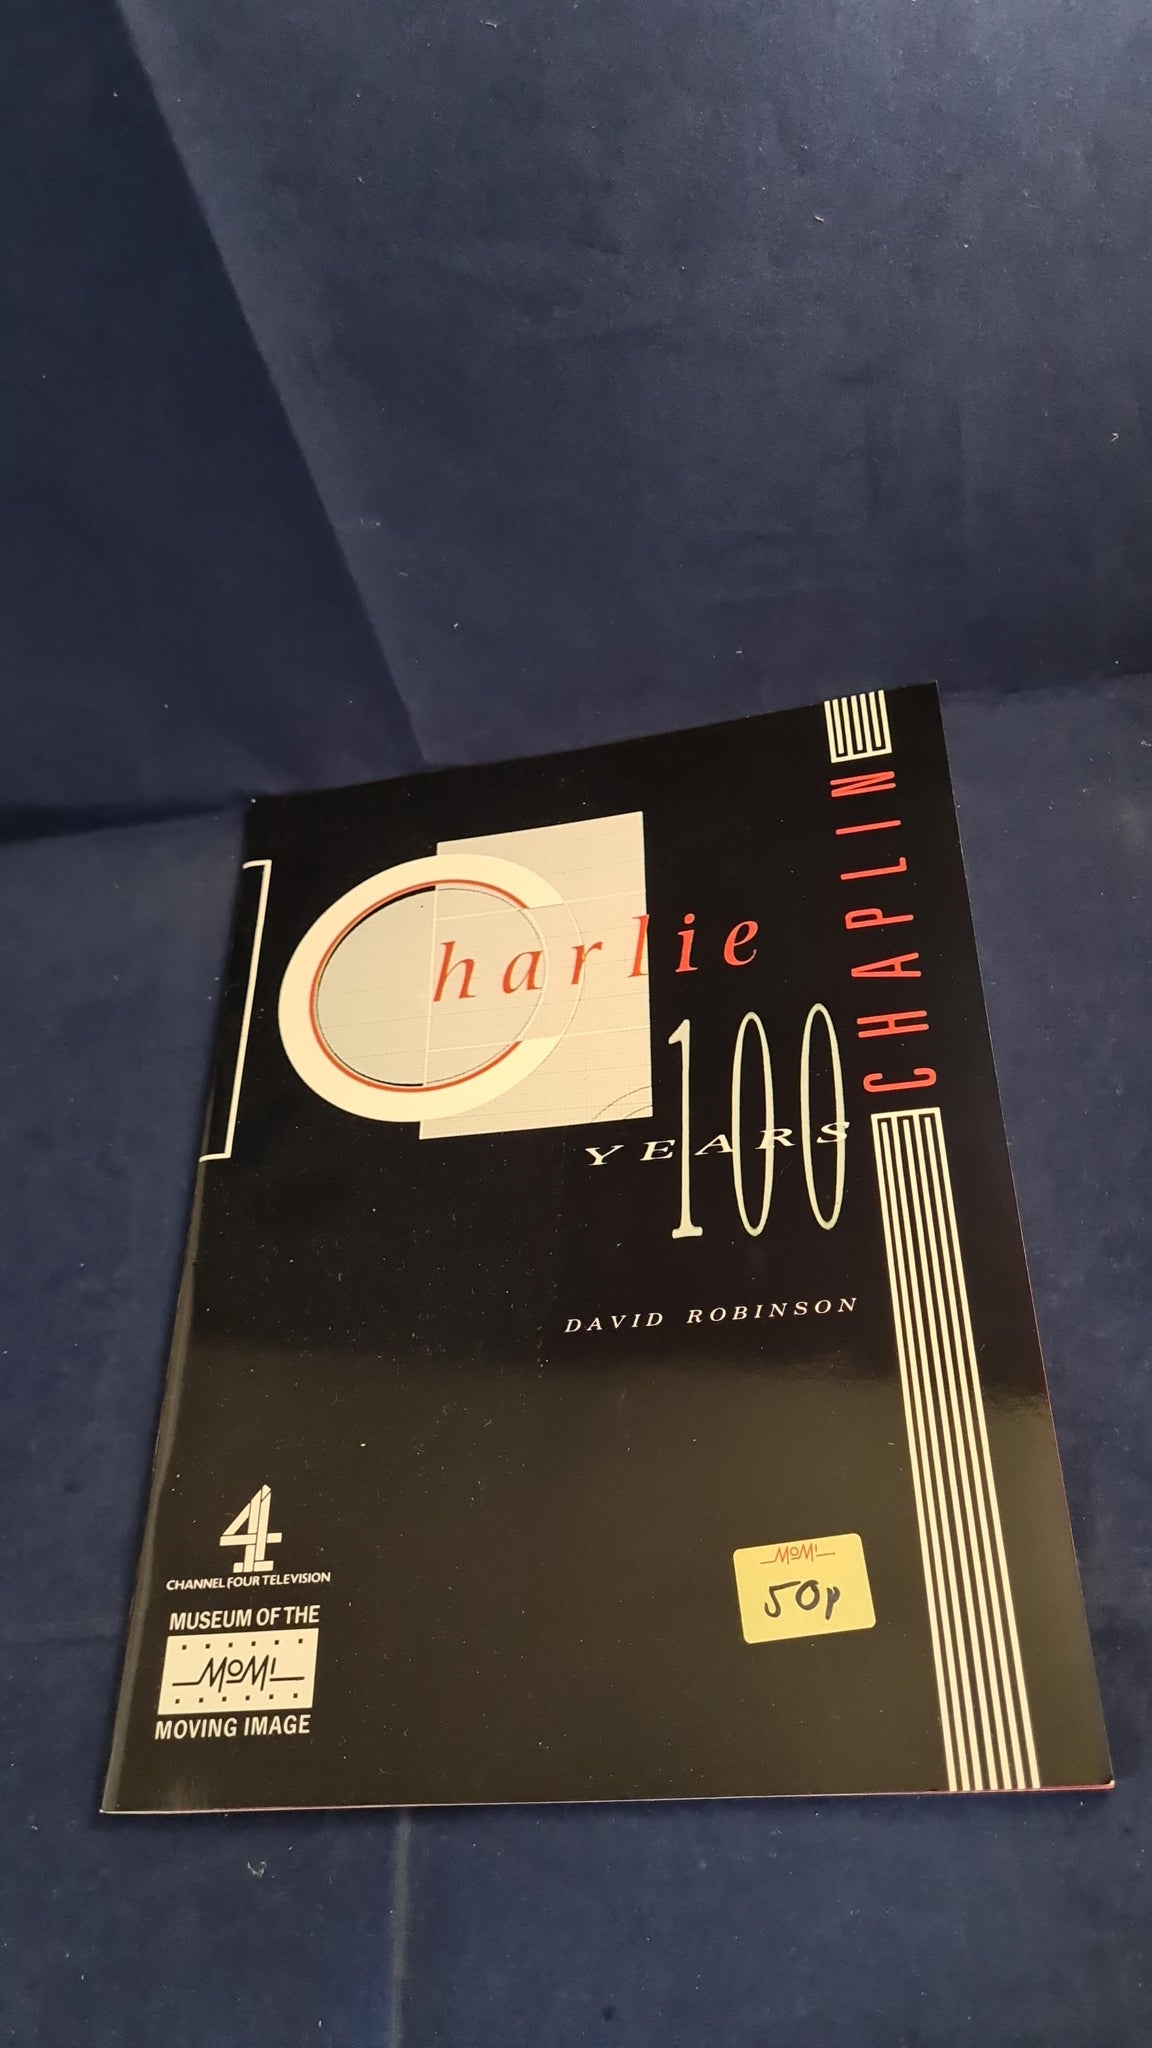 Charlie
CHAPLIN
100
YEARS
DAVID ROBINSON
4
CHANNEL FOUR TELEVISION
MUSEUM OF THE
MOMI
MOVING IMAGE
MOMI
50p